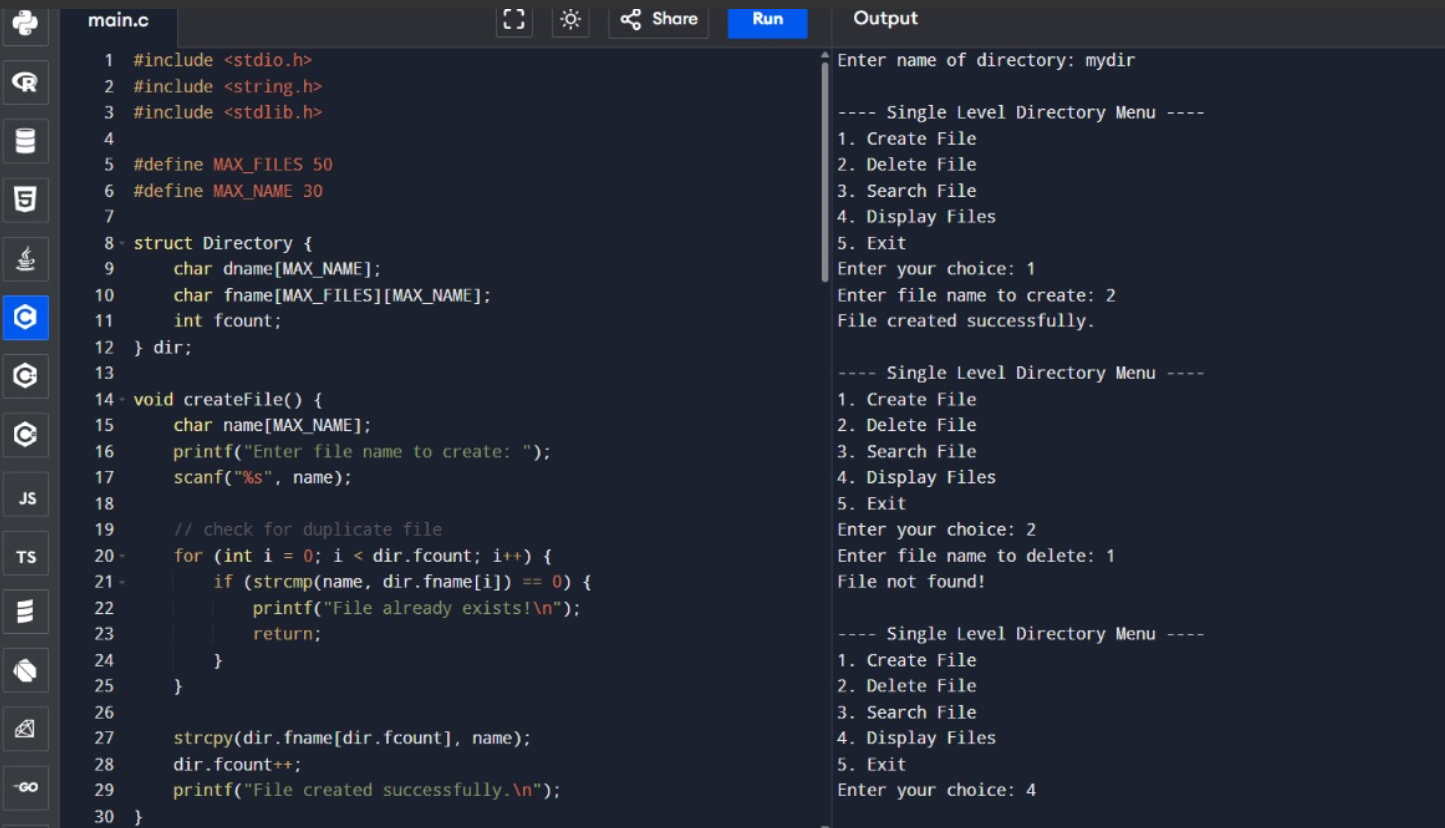 main.c
Share
Run
Output
JS
TS
GO
1 #include <stdio.h>
2 #include <string.h>
3 #include <stdlib.h>
4
5 #define MAX_FILES 50
6 #define MAX_NAME 30
7
8 struct Directory {
9 char dname[MAX_NAME];
10 char fname[MAX_FILES][MAX_NAME];
11 int fcount;
12 } dir;
13
14 void createFile() {
15 char name[MAX_NAME];
16 printf("Enter file name to create: ");
17 scanf("%s", name);
18
19 // check for duplicate file
20 for (int i = 0; i < dir.fcount; i++) {
21 if (strcmp(name, dir.fname[i]) == 0) {
22 printf("File already exists!\n");
23 return;
24 }
25 }
26
27 strcpy(dir.fname[dir.fcount], name);
28 dir.fcount++;
29 printf("File created successfully.\n");
30 }
Enter name of directory: mydir
---- Single Level Directory Menu ----
1. Create File
2. Delete File
3. Search File
4. Display Files
5. Exit
Enter your choice: 1
Enter file name to create: 2
File created successfully.
---- Single Level Directory Menu ----
1. Create File
2. Delete File
3. Search File
4. Display Files
5. Exit
Enter your choice: 2
Enter file name to delete: 1
File not found!
---- Single Level Directory Menu ----
1. Create File
2. Delete File
3. Search File
4. Display Files
5. Exit
Enter your choice: 4